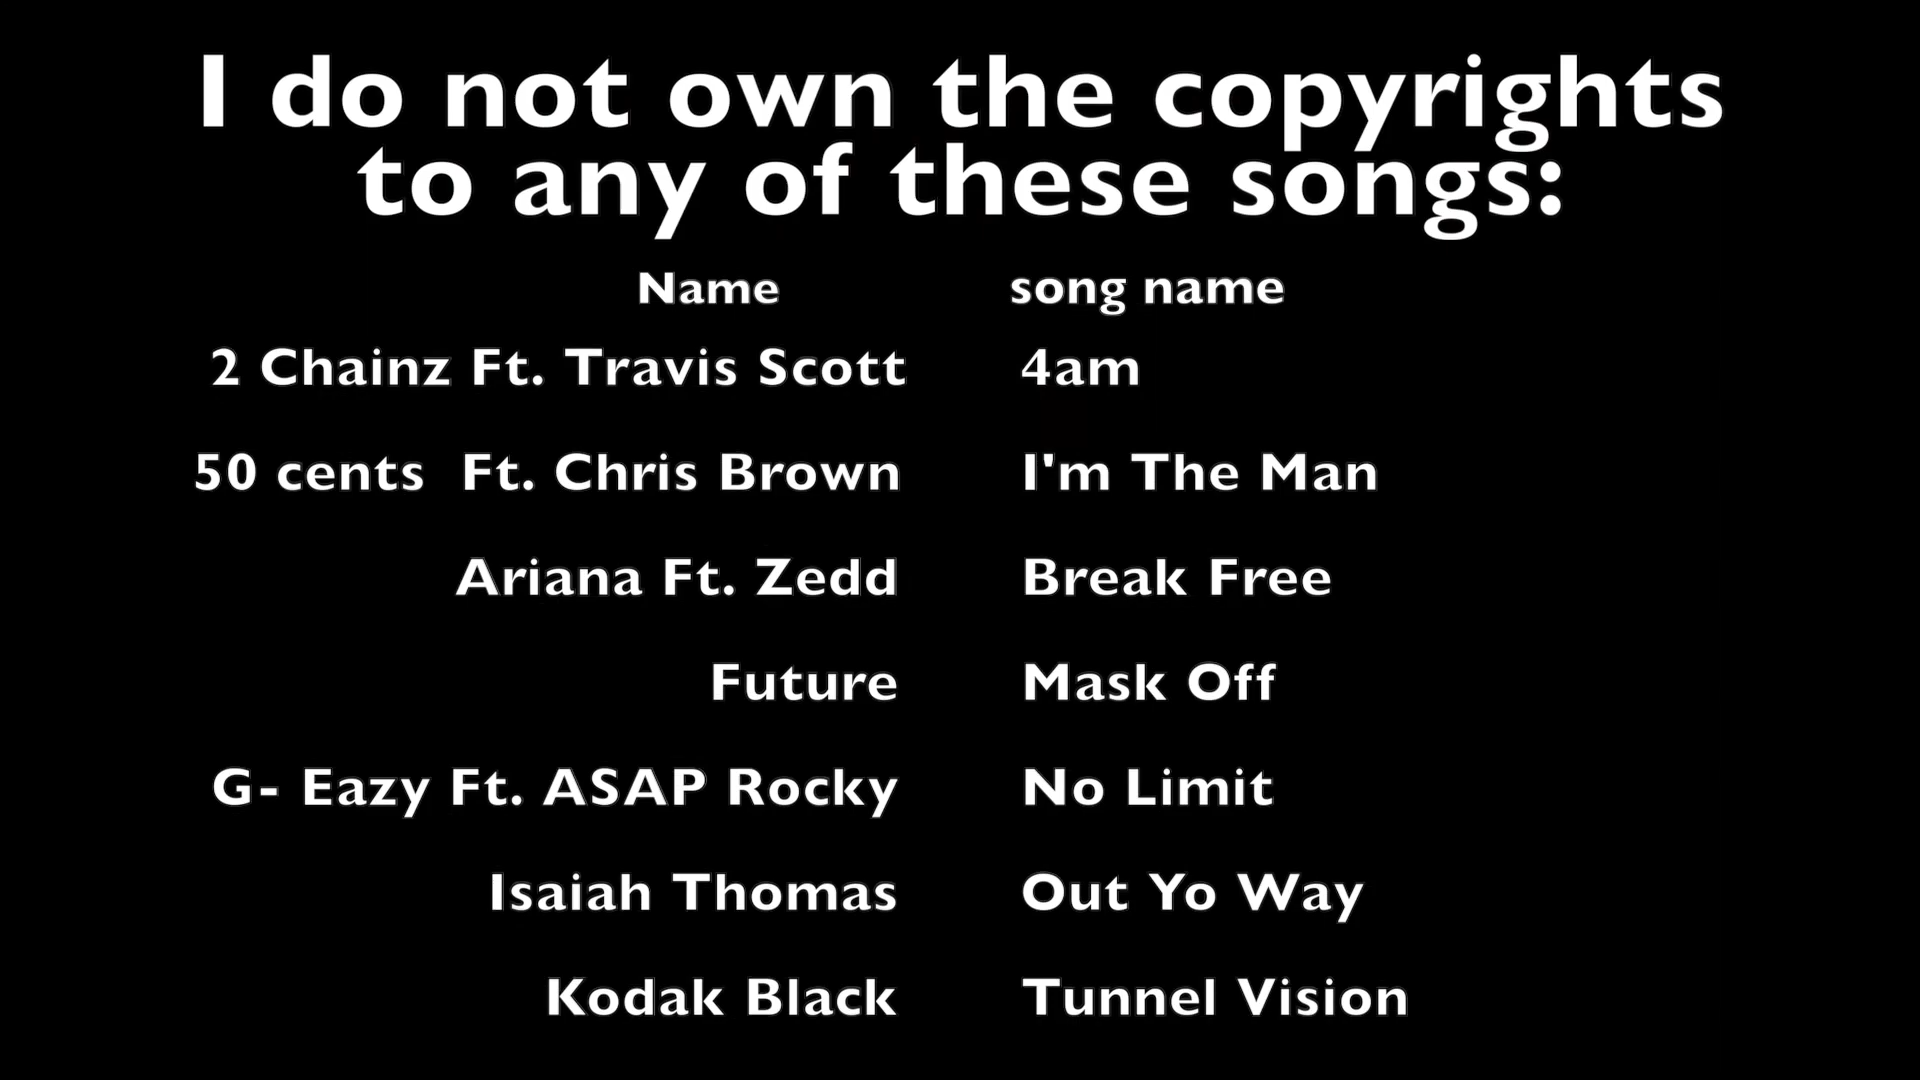 I do not own the copyrights
to any of these songs:
Name song name
2 Chainz Ft. Travis Scott 4am
50 cents Ft. Chris Brown I'm The Man
Ariana Ft. Zedd Break Free
Future Mask Off
G- Eazy Ft. ASAP Rocky No Limit
Isaiah Thomas Out Yo Way
Kodak Black Tunnel Vision